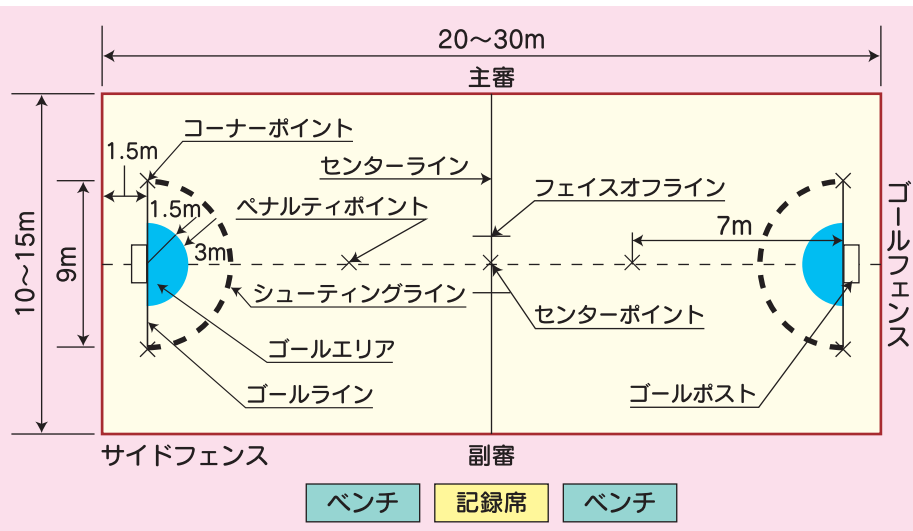 20〜30m
主審
コーナーポイント
1.5m
センターライン
フェイスオフライン
1.5m
ペナルティポイント
7m
3m
ゴールフェンス
10〜15m
9m
シューティングライン
センターポイント
ゴールエリア
ゴールライン
ゴールポスト
サイドフェンス
副審
ベンチ
記録席
ベンチ